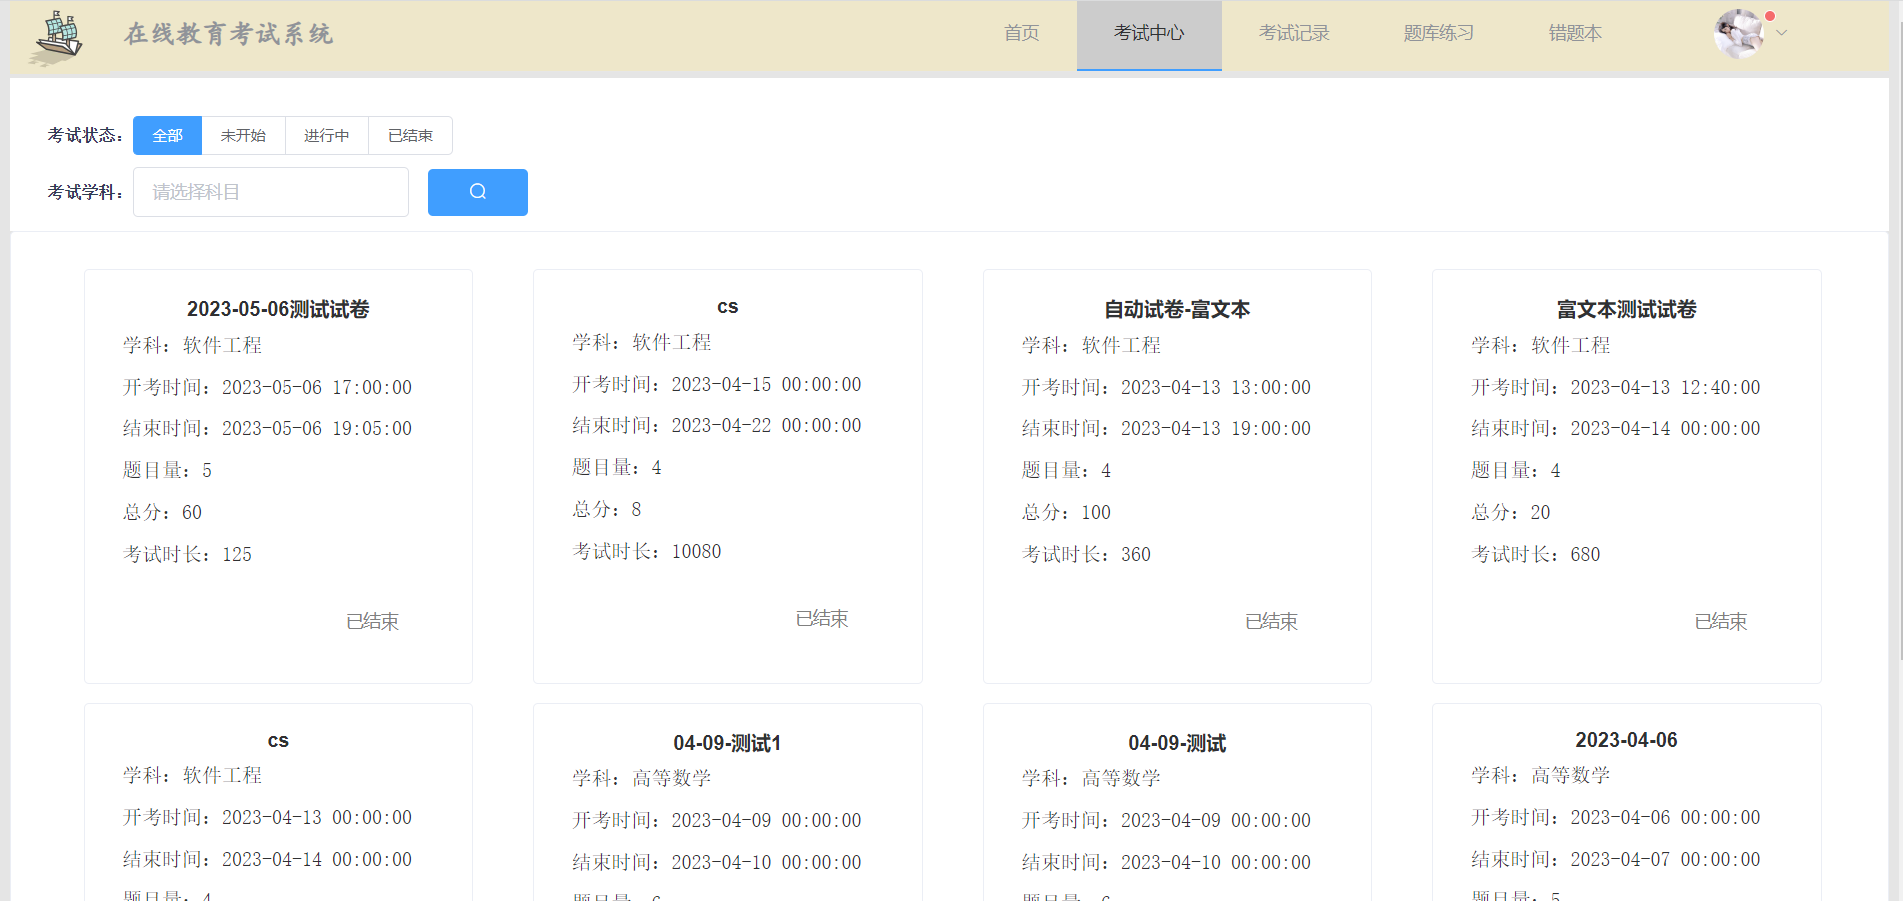 在线教育考试系统
首页
考试中心
考试记录
题库练习
错题本
考试状态：
全部
未开始
进行中
已结束
考试学科：
请选择科目
2023-05-06测试试卷
学科：软件工程
开考时间：2023-05-06 17:00:00
结束时间：2023-05-06 19:05:00
题目量：5
总分：60
考试时长：125
已结束
cs
学科：软件工程
开考时间：2023-04-15 00:00:00
结束时间：2023-04-22 00:00:00
题目量：4
总分：8
考试时长：10080
已结束
自动试卷-富文本
学科：软件工程
开考时间：2023-04-13 13:00:00
结束时间：2023-04-13 19:00:00
题目量：4
总分：100
考试时长：360
已结束
富文本测试试卷
学科：软件工程
开考时间：2023-04-13 12:40:00
结束时间：2023-04-14 00:00:00
题目量：4
总分：20
考试时长：680
已结束
cs
学科：软件工程
开考时间：2023-04-13 00:00:00
结束时间：2023-04-14 00:00:00
题目量：4
04-09-测试1
学科：高等数学
开考时间：2023-04-09 00:00:00
结束时间：2023-04-10 00:00:00
题目量：6
04-09-测试
学科：高等数学
开考时间：2023-04-09 00:00:00
结束时间：2023-04-10 00:00:00
题目量：6
2023-04-06
学科：高等数学
开考时间：2023-04-06 00:00:00
结束时间：2023-04-07 00:00:00
题目量：5